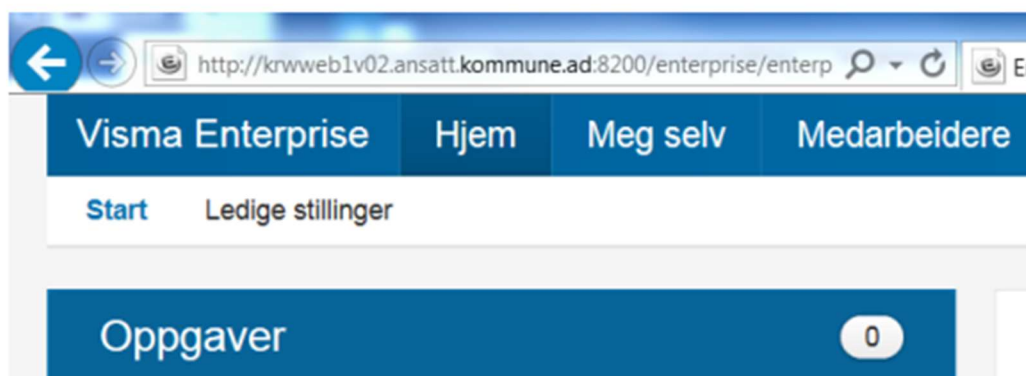 http://krwweb1v02.ansatt.kommune.ad:8200/enterprise/enterp
Visma Enterprise Hjem Meg selv Medarbeidere
Start Ledige stillinger
Oppgaver 0